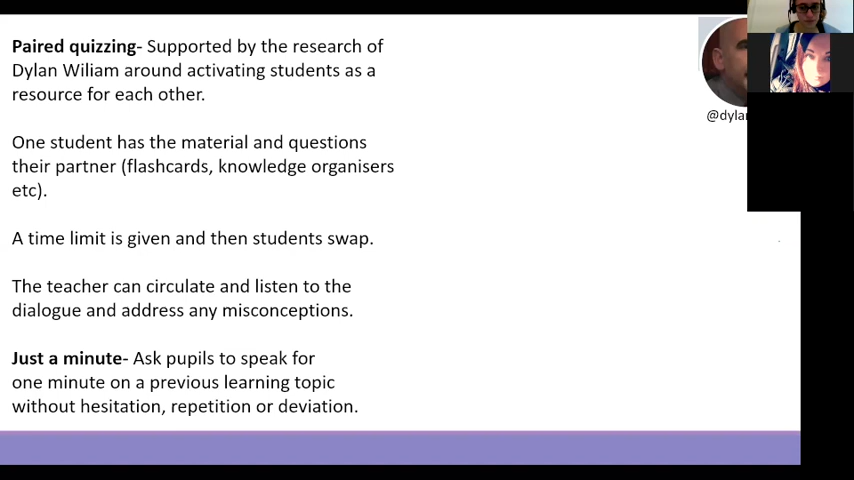 Paired quizzing- Supported by the research of
Dylan Wiliam around activating students as a
resource for each other.
One student has the material and questions
their partner (flashcards, knowledge organisers
etc).
A time limit is given and then students swap.
The teacher can circulate and listen to the
dialogue and address any misconceptions.
Just a minute- Ask pupils to speak for
one minute on a previous learning topic
without hesitation, repetition or deviation.